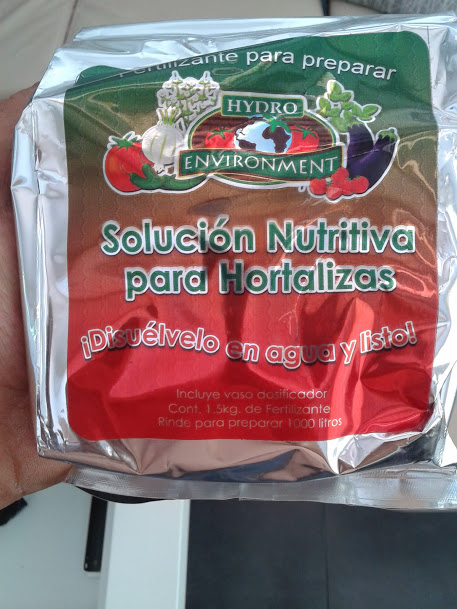 Fertilizante para preparar
HYDRO
ENVIRONMENT
Solución Nutritiva
para Hortalizas
¡Disuélvelo en agua y listo!
Incluye vaso dosificador
Cont. 1.5kg. de Fertilizante
Rinde para preparar 1000 litros